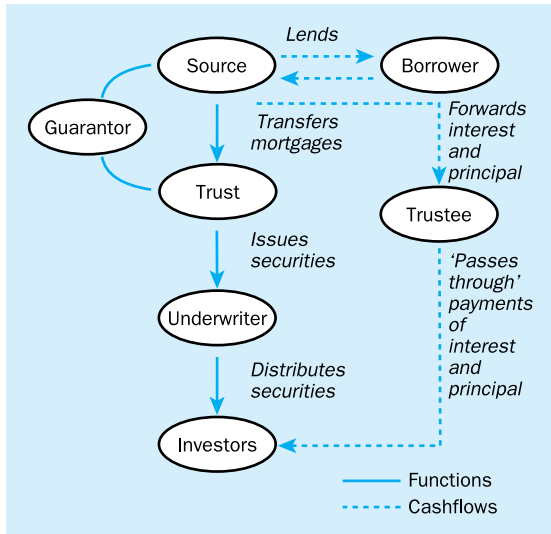 Lends
Source
Borrower
Guarantor
Transfers
mortgages
Forwards
interest
and
principal
Trust
Trustee
Issues
securities
'Passes
through'
payments
of
interest
and
principal
Underwriter
Distributes
securities
Investors
Functions
Cashflows